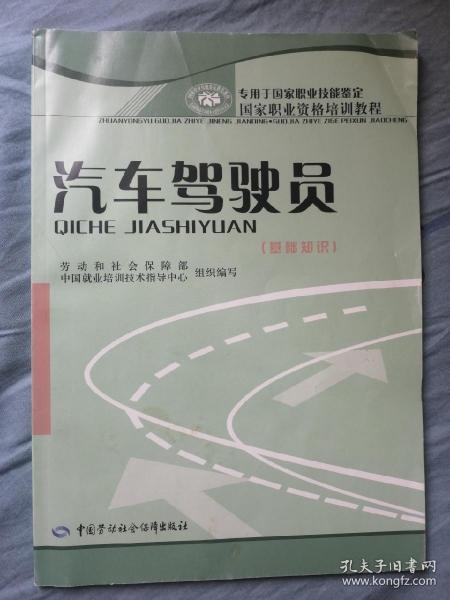 专用于国家职业技能鉴定
国家职业资格培训教程
ZHUANYONGYU GUOJIA ZHIYE JINENG JIANDING·GUOJIA ZHIYE ZIGE PEIXUN JIAOCHENG
汽车驾驶员
QICHE JIASHIYUAN
(基础知识)
劳动和社会保障部
中国就业培训技术指导中心 组织编写
中国劳动社会保障出版社
孔夫子旧书网
www.kongfz.com